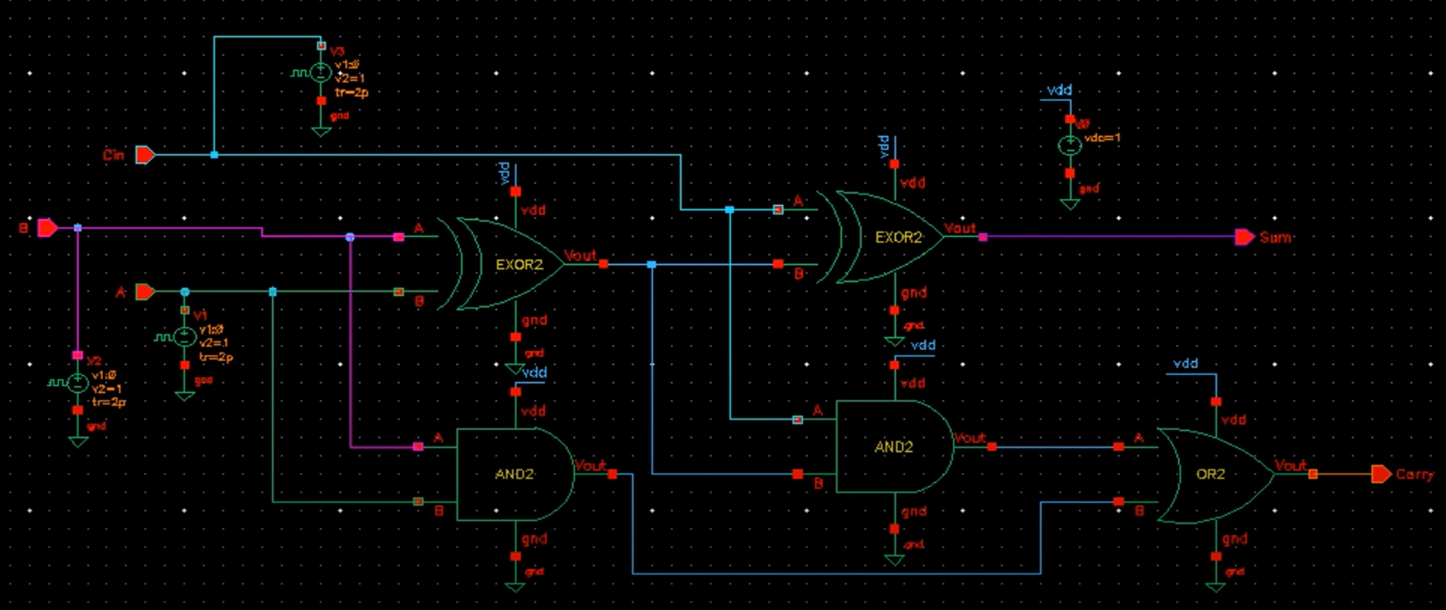 V3
v1:0
v2=1
tr=2p
gnd
vdd
V0
vdc=1
gnd
Cin
vdd
vdd
A
EXOR2
Vout
B
gnd
gnd
Sum
B
vdd
vdd
A
EXOR2
Vout
B
gnd
gnd
A
V1
v1:0
v2=1
tr=2p
gnd
V2
v1:0
v2=1
tr=2p
gnd
vdd
vdd
A
AND2
Vout
B
gnd
gnd
vdd
vdd
A
AND2
Vout
B
gnd
gnd
vdd
vdd
A
OR2
Vout
B
gnd
gnd
Carry